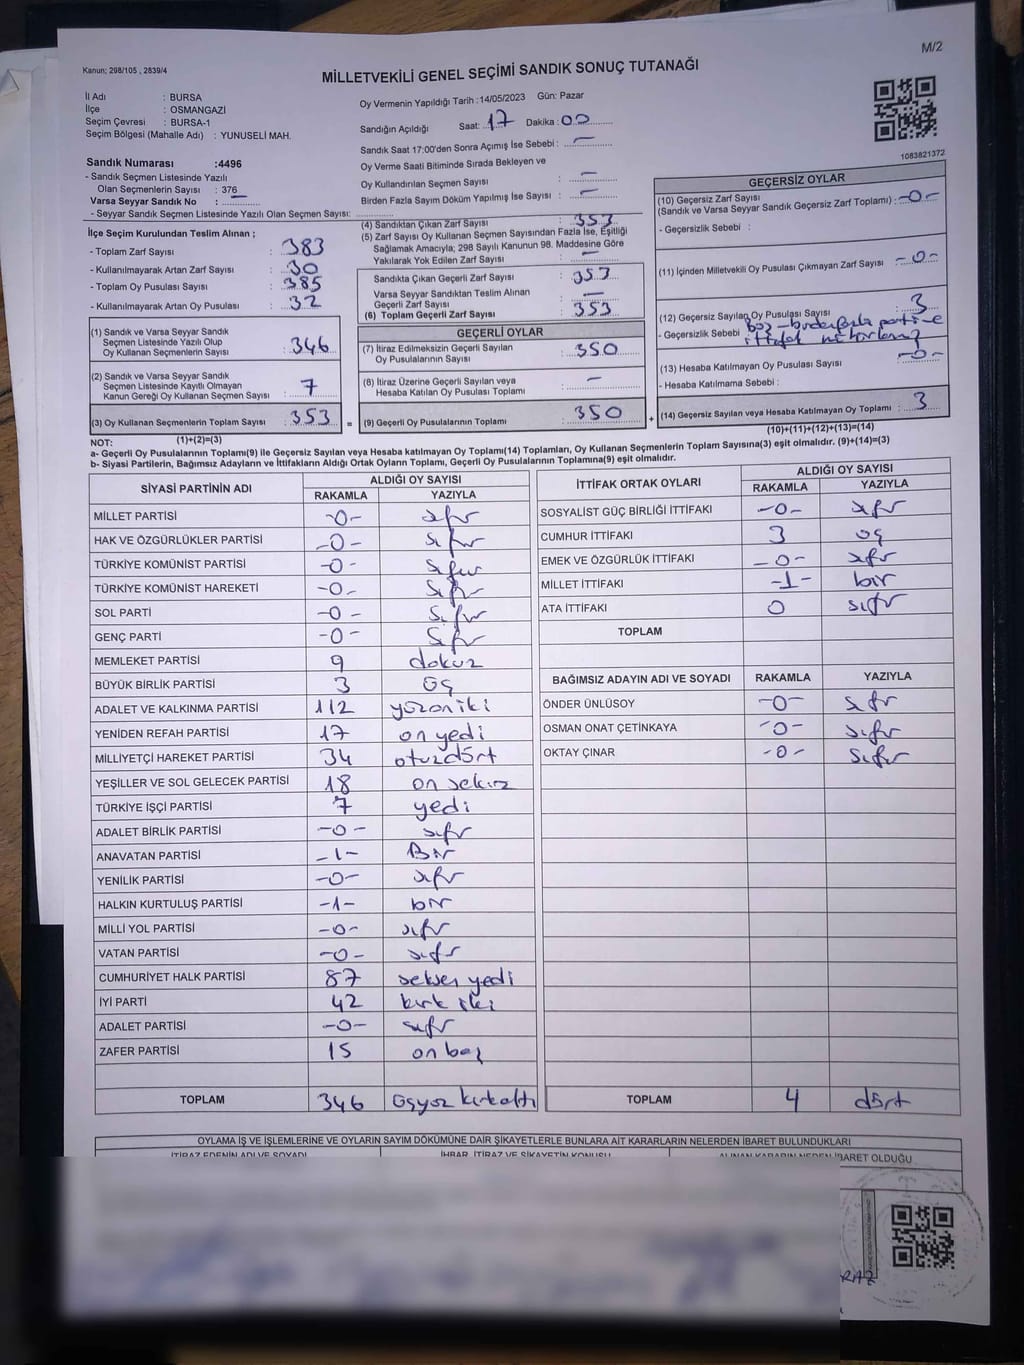 M/2
Kanun; 298/105 , 2839/4
MİLLETVEKİLİ GENEL SEÇİMİ SANDIK SONUÇ TUTANAĞI
İl Adı : BURSA
İlçe : OSMANGAZİ
Seçim Çevresi : BURSA-1
Seçim Bölgesi (Mahalle Adı) : YUNUSELİ MAH.
Sandık Numarası :4496
- Sandık Seçmen Listesinde Yazılı
Olan Seçmenlerin Sayısı : 376
Varsa Seyyar Sandık No : –
- Seyyar Sandık Seçmen Listesinde Yazılı Olan Seçmen Sayısı:
Oy Vermenin Yapıldığı Tarih :14/05/2023 Gün: Pazar
Sandığın Açıldığı Saat: 17 Dakika : 00
Sandık Saat 17:00'den Sonra Açımış İse Sebebi : –
Oy Verme Saati Bitiminde Sırada Bekleyen ve
Oy Kullandırılan Seçmen Sayısı : –
Birden Fazla Sayım Döküm Yapılmış İse Sayısı : –
1083821372
İlçe Seçim Kurulundan Teslim Alınan ;
- Toplam Zarf Sayısı : 383
- Kullanılmayarak Artan Zarf Sayısı : 30
- Toplam Oy Pusulası Sayısı : 385
- Kullanılmayarak Artan Oy Pusulası : 32
(1) Sandık ve Varsa Seyyar Sandık
Seçmen Listesinde Yazılı Olup
Oy Kullanan Seçmenlerin Sayısı : 346
(2) Sandık ve Varsa Seyyar Sandık
Seçmen Listesinde Kayıtlı Olmayan
Kanun Gereği Oy Kullanan Seçmen Sayısı : 7
(3) Oy Kullanan Seçmenlerin Toplam Sayısı : 353
(1)+(2)=(3)
(4) Sandıktan Çıkan Zarf Sayısı : 353
(5) Zarf Sayısı Oy Kullanan Seçmen Sayısından Fazla İse, Eşitliği
Sağlamak Amacıyla; 298 Sayılı Kanunun 98. Maddesine Göre
Yakılarak Yok Edilen Zarf Sayısı : –
Sandıkta Çıkan Geçerli Zarf Sayısı : 353
Varsa Seyyar Sandıktan Teslim Alınan
Geçerli Zarf Sayısı : –
(6) Toplam Geçerli Zarf Sayısı : 353
GEÇERLİ OYLAR
(7) İtiraz Edilmeksizin Geçerli Sayılan
Oy Pusulalarının Sayısı : 350
(8) İtiraz Üzerine Geçerli Sayılan veya
Hesaba Katılan Oy Pusulası Toplamı : –
= (9) Geçerli Oy Pusulalarının Toplamı : 350
GEÇERSİZ OYLAR
(10) Geçersiz Zarf Sayısı
(Sandık ve Varsa Seyyar Sandık Geçersiz Zarf Toplamı) : -0-
- Geçersizlik Sebebi :
(11) İçinden Milletvekili Oy Pusulası Çıkmayan Zarf Sayısı : -0-
(12) Geçersiz Sayılan Oy Pusulası Sayısı : 3
- Geçersizlik Sebebi
(13) Hesaba Katılmayan Oy Pusulası Sayısı : -0-
- Hesaba Katılmama Sebebi :
+ (14) Geçersiz Sayılan veya Hesaba Katılmayan Oy Toplamı : 3
(10)+(11)+(12)+(13)=(14)
NOT:
a- Geçerli Oy Pusulalarının Toplamı(9) ile Geçersiz Sayılan veya Hesaba katılmayan Oy Toplamı(14) Toplamları, Oy Kullanan Seçmenlerin Toplam Sayısına(3) eşit olmalıdır. (9)+(14)=(3)
b- Siyasi Partilerin, Bağımsız Adayların ve İttifakların Aldığı Ortak Oyların Toplamı, Geçerli Oy Pusulalarının Toplamına(9) eşit olmalıdır.
SİYASİ PARTİNİN ADI ALDIĞI OY SAYISI
RAKAMLA YAZIYLA
MİLLET PARTİSİ -0- sıfır
HAK VE ÖZGÜRLÜKLER PARTİSİ -0- sıfır
TÜRKİYE KOMÜNİST PARTİSİ -0- sıfır
TÜRKİYE KOMÜNİST HAREKETİ -0- sıfır
SOL PARTİ -0- sıfır
GENÇ PARTİ -0- sıfır
MEMLEKET PARTİSİ 9 dokuz
BÜYÜK BİRLİK PARTİSİ 3 üç
ADALET VE KALKINMA PARTİSİ 112 yüzoniki
YENİDEN REFAH PARTİSİ 17 on yedi
MİLLİYETÇİ HAREKET PARTİSİ 34 otuzdört
YEŞİLLER VE SOL GELECEK PARTİSİ 18 on sekiz
TÜRKİYE İŞÇİ PARTİSİ 7 yedi
ADALET BİRLİK PARTİSİ -0- sıfır
ANAVATAN PARTİSİ -1- Bir
YENİLİK PARTİSİ -0- sıfır
HALKIN KURTULUŞ PARTİSİ -1- bir
MİLLİ YOL PARTİSİ -0- sıfır
VATAN PARTİSİ -0- sıfır
CUMHURİYET HALK PARTİSİ 87 seksen yedi
İYİ PARTİ 42 kırk iki
ADALET PARTİSİ -0- sıfır
ZAFER PARTİSİ 15 on beş
TOPLAM 346 üçyüz kırkaltı
İTTİFAK ORTAK OYLARI ALDIĞI OY SAYISI
RAKAMLA YAZIYLA
SOSYALİST GÜÇ BİRLİĞİ İTTİFAKI -0- sıfır
CUMHUR İTTİFAKI 3 üç
EMEK VE ÖZGÜRLÜK İTTİFAKI -0- sıfır
MİLLET İTTİFAKI -1- bir
ATA İTTİFAKI 0 sıfır
TOPLAM
BAĞIMSIZ ADAYIN ADI VE SOYADI RAKAMLA YAZIYLA
ÖNDER ÜNLÜSOY -0- sıfır
OSMAN ONAT ÇETİNKAYA -0- sıfır
OKTAY ÇINAR -0- sıfır
TOPLAM 4 dört
OYLAMA İŞ VE İŞLEMLERİNE VE OYLARIN SAYIM DÖKÜMÜNE DAİR ŞİKAYETLERLE BUNLARA AİT KARARLARIN NELERDEN İBARET BULUNDUKLARI
İTİRAZ EDENİN ADI VE SOYADI İHBAR, İTİRAZ VE ŞİKAYETİN KONUSU ALINAN KARARIN NEDEN İBARET OLDUĞU